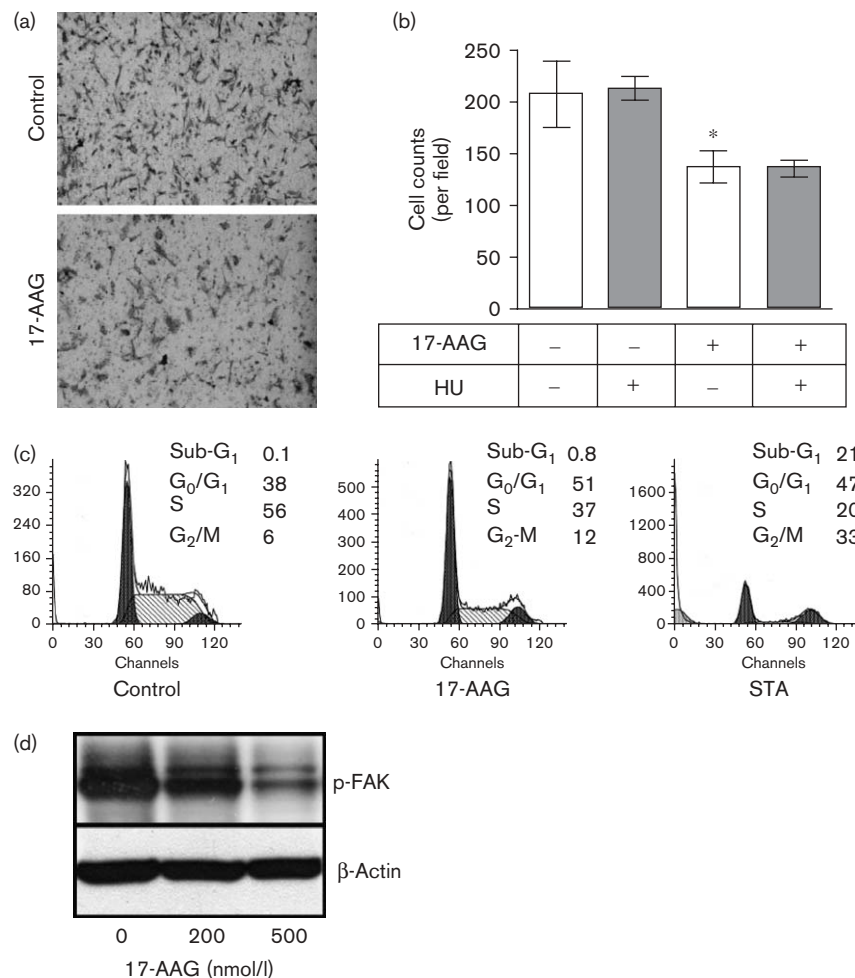 (a)
Control
17-AAG
(b)
250
200
150
100
50
0
Cell counts
(per field)
*
17-AAG – – + +
HU – + – +
(c)
Sub-G1 0.1
G0/G1 38
S 56
G2/M 6
320
240
160
80
0
0 30 60 90 120
Channels
Control
Sub-G1 0.8
G0/G1 51
S 37
G2-M 12
500
400
300
200
100
0
0 30 60 90 120
Channels
17-AAG
Sub-G1 21
G0/G1 47
S 20
G2/M 33
1600
1200
800
400
0
0 30 60 90 120
Channels
STA
(d)
p-FAK
β-Actin
0 200 500
17-AAG (nmol/l)